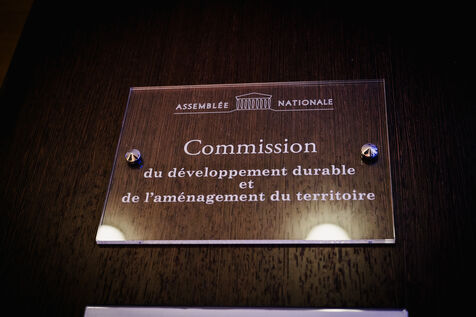 ASSEMBLÉE NATIONALE
Commission
du développement durable
et
de l'aménagement du territoire